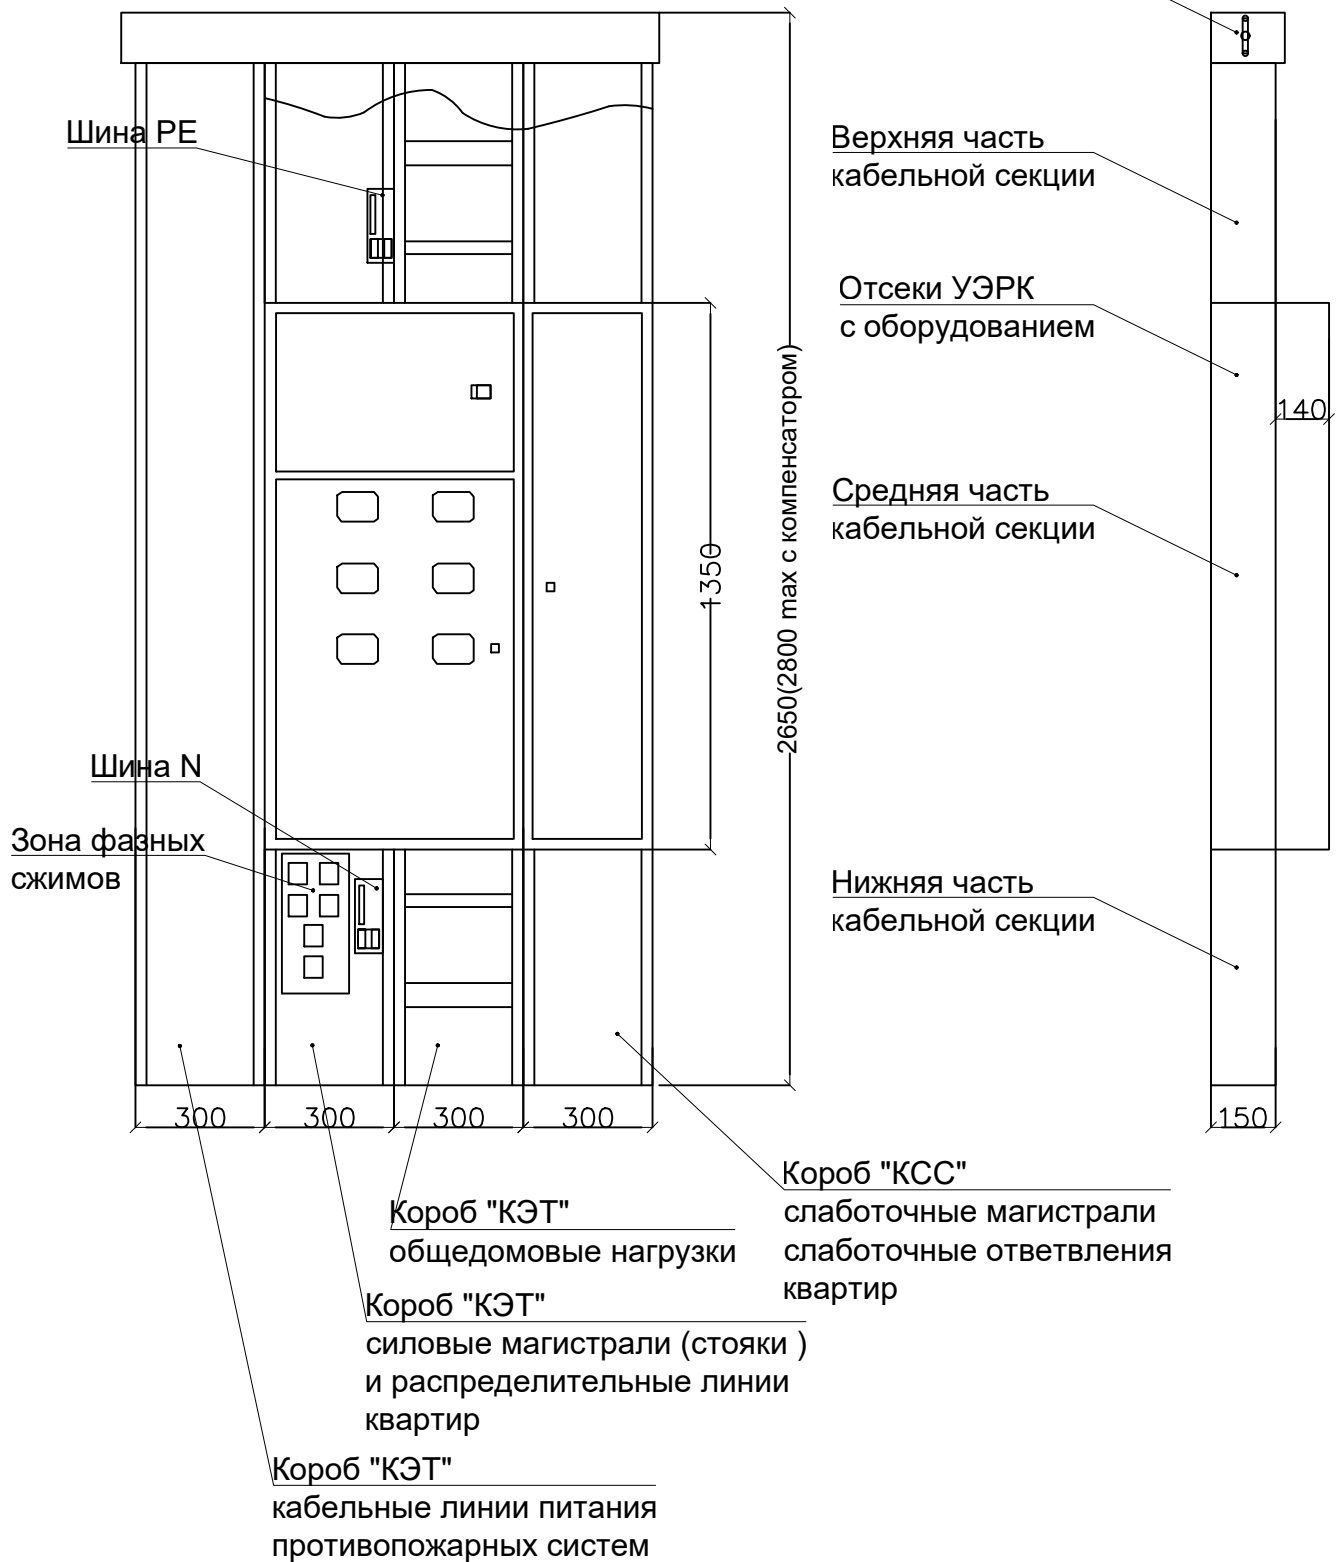 Шина PE
Верхняя часть
кабельной секции
Отсеки УЭРК
с оборудованием
140
2650(2800 max с компенсатором)
Средняя часть
кабельной секции
1350
Шина N
Зона фазных
сжимов
Нижняя часть
кабельной секции
300
300
300
300
150
Короб "КСС"
слаботочные магистрали
слаботочные ответвления
квартир
Короб "КЭТ"
общедомовые нагрузки
Короб "КЭТ"
силовые магистрали (стояки )
и распределительные линии
квартир
Короб "КЭТ"
кабельные линии питания
противопожарных систем